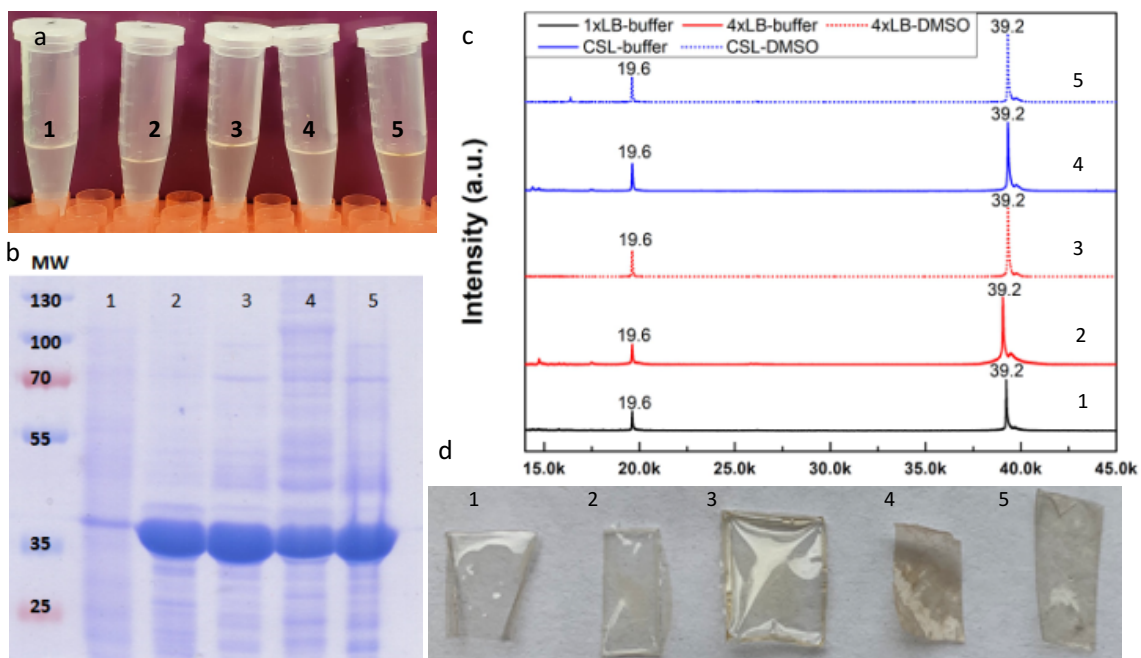 a
1 2 3 4 5
b
MW
130
100
70
55
35
25
1 2 3 4 5
c
1xLB-buffer 4xLB-buffer 4xLB-DMSO
CSL-buffer CSL-DMSO
Intensity (a.u.)
19.6 39.2 5
19.6 39.2 4
19.6 39.2 3
19.6 39.2 2
19.6 39.2 1
15.0k 20.0k 25.0k 30.0k 35.0k 40.0k 45.0k
d
1 2 3 4 5